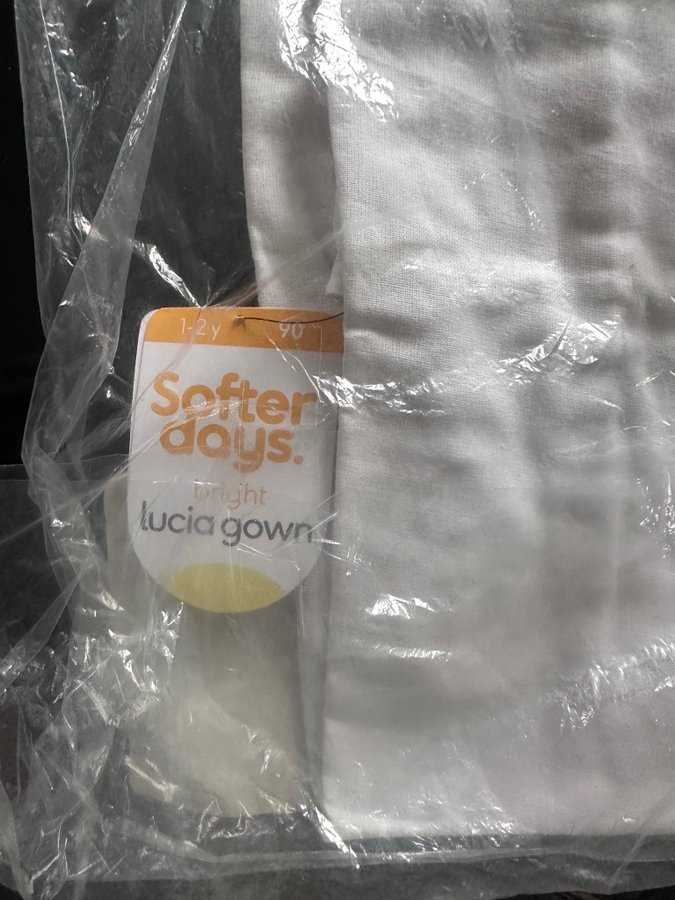 1-2 y 90
Softer
days.
bright
lucia gown